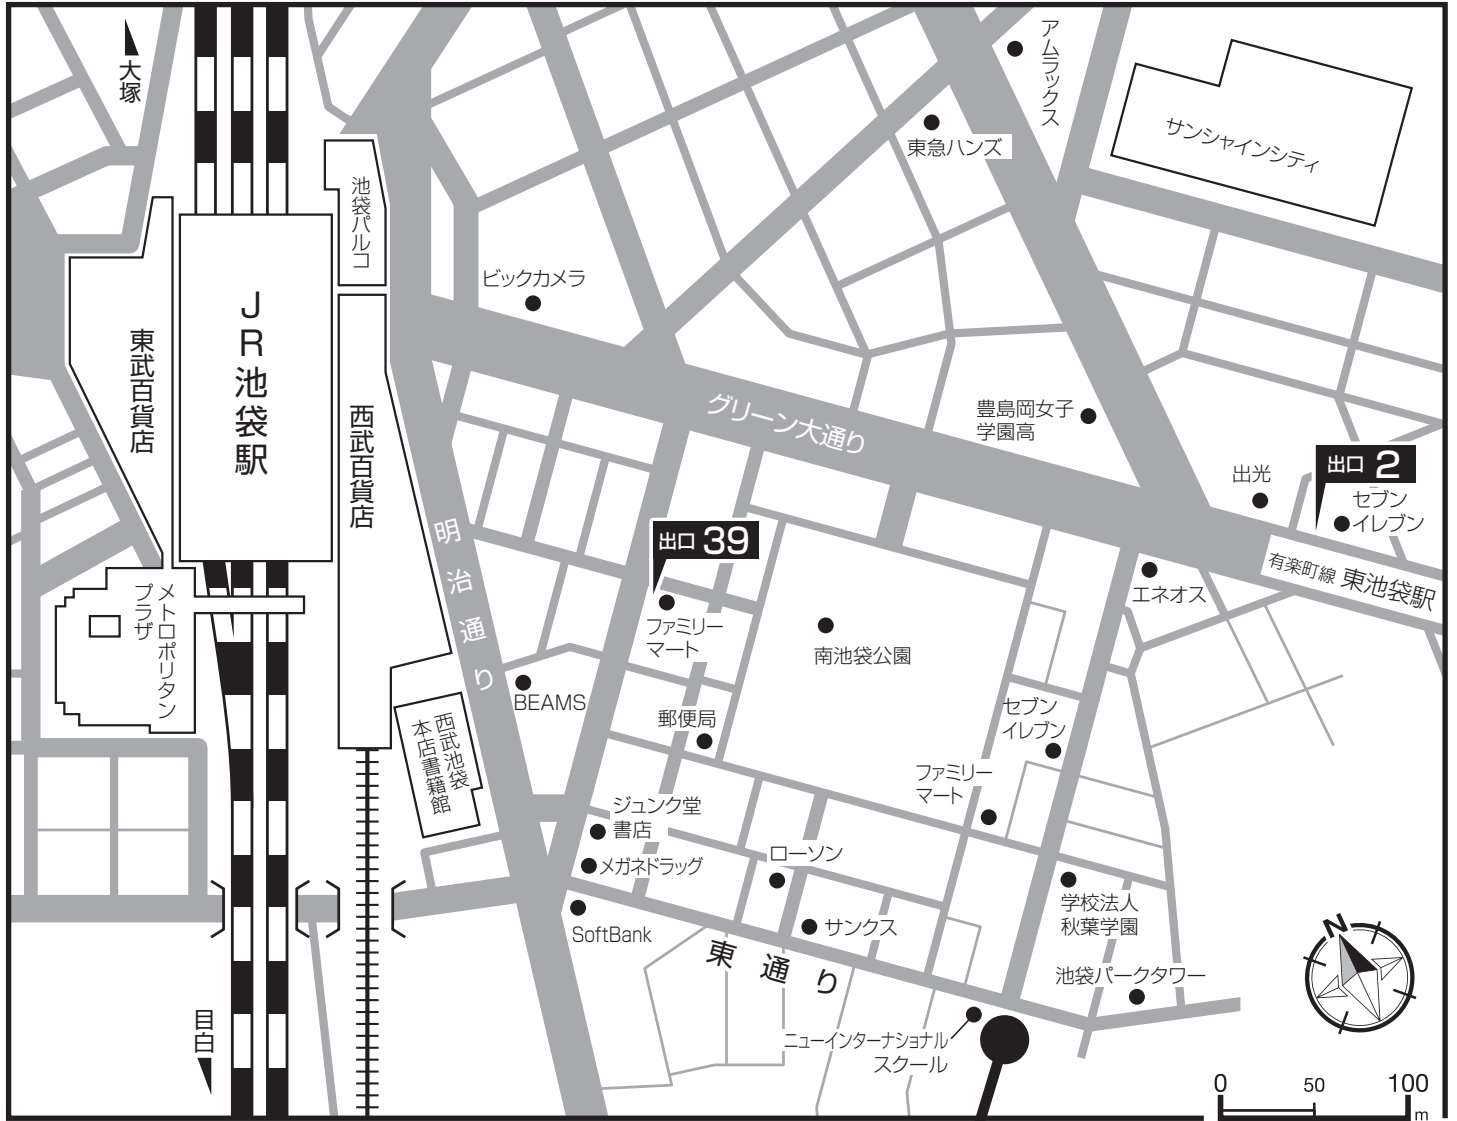 大塚
アムラックス
東急ハンズ
サンシャインシティ
池袋パルコ
ビックカメラ
JR池袋駅
東武百貨店
西武百貨店
グリーン大通り
豊島岡女子
学園高
出光
出口 2
セブン
イレブン
有楽町線 東池袋駅
明治通り
出口 39
ファミリー
マート
エネオス
南池袋公園
メトロポリタン
プラザ
BEAMS
郵便局
セブン
イレブン
西武池袋
本店書籍館
ファミリー
マート
ジュンク堂
書店
メガネドラッグ
ローソン
サンクス
学校法人
秋葉学園
SoftBank
東通り
池袋パークタワー
N
目白
ニューインターナショナル
スクール
0 50 100
m